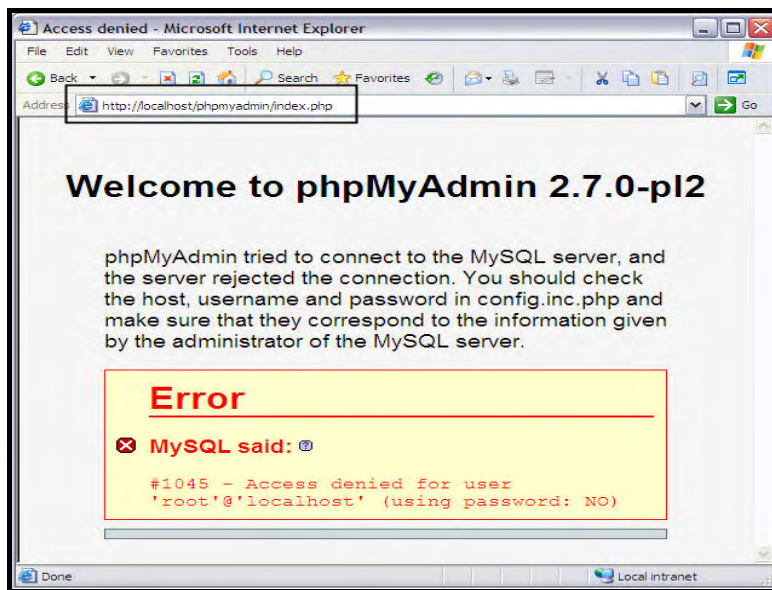 Access denied - Microsoft Internet Explorer
File Edit View Favorites Tools Help
Back Search Favorites
Address http://localhost/phpmyadmin/index.php Go
Welcome to phpMyAdmin 2.7.0-pl2
phpMyAdmin tried to connect to the MySQL server, and
the server rejected the connection. You should check
the host, username and password in config.inc.php and
make sure that they correspond to the information given
by the administrator of the MySQL server.
Error
MySQL said:
#1045 - Access denied for user
'root'@'localhost' (using password: NO)
Done Local intranet